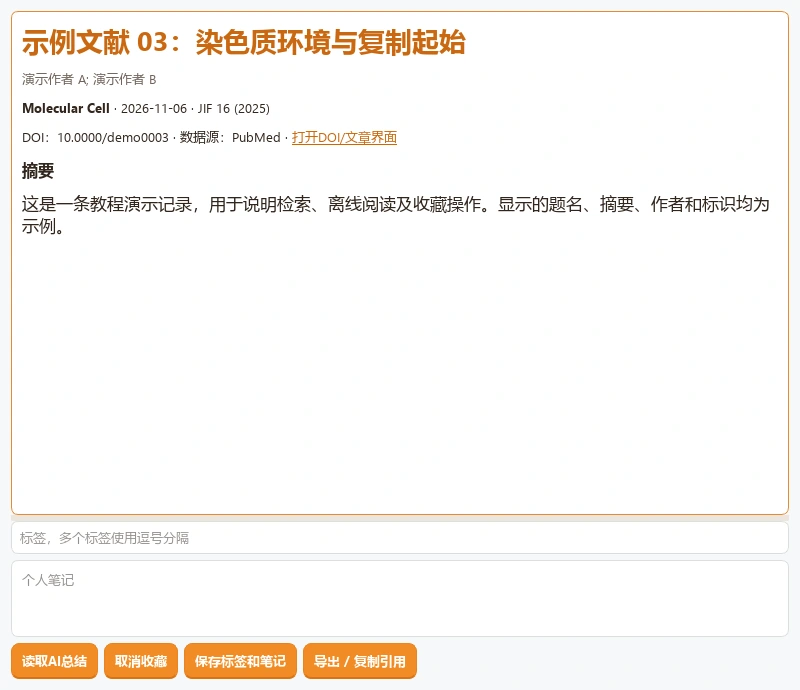 示例文献 03：染色质环境与复制起始
演示作者 A; 演示作者 B
Molecular Cell · 2026-11-06 · JIF 16 (2025)
DOI：10.0000/demo0003 · 数据源：PubMed · 打开DOI/文章界面
摘要
这是一条教程演示记录，用于说明检索、离线阅读及收藏操作。显示的题名、摘要、作者和标识均为
示例。
标签，多个标签使用逗号分隔
个人笔记
读取AI总结 取消收藏 保存标签和笔记 导出 / 复制引用